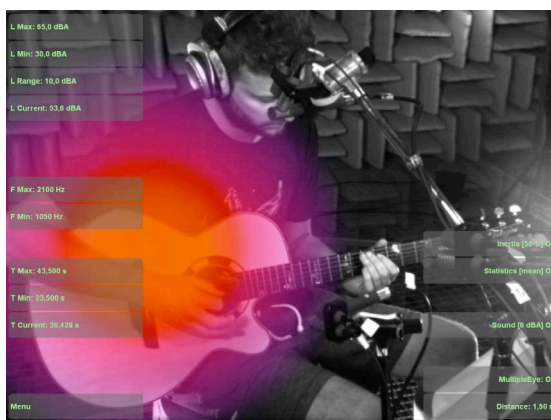 L Max: 65,0 dBA
L Min: 30,0 dBA
L Range: 10,0 dBA
L Current: 53,6 dBA
F Max: 2100 Hz
F Min: 1050 Hz
Inertia [50%] O
T Max: 43,500 s
Statistics [mean] O
T Min: 23,500 s
T Current: 36,428 s
Sound [6 dBA] O
MultipleEye: O
Menu
Distance: 1,50